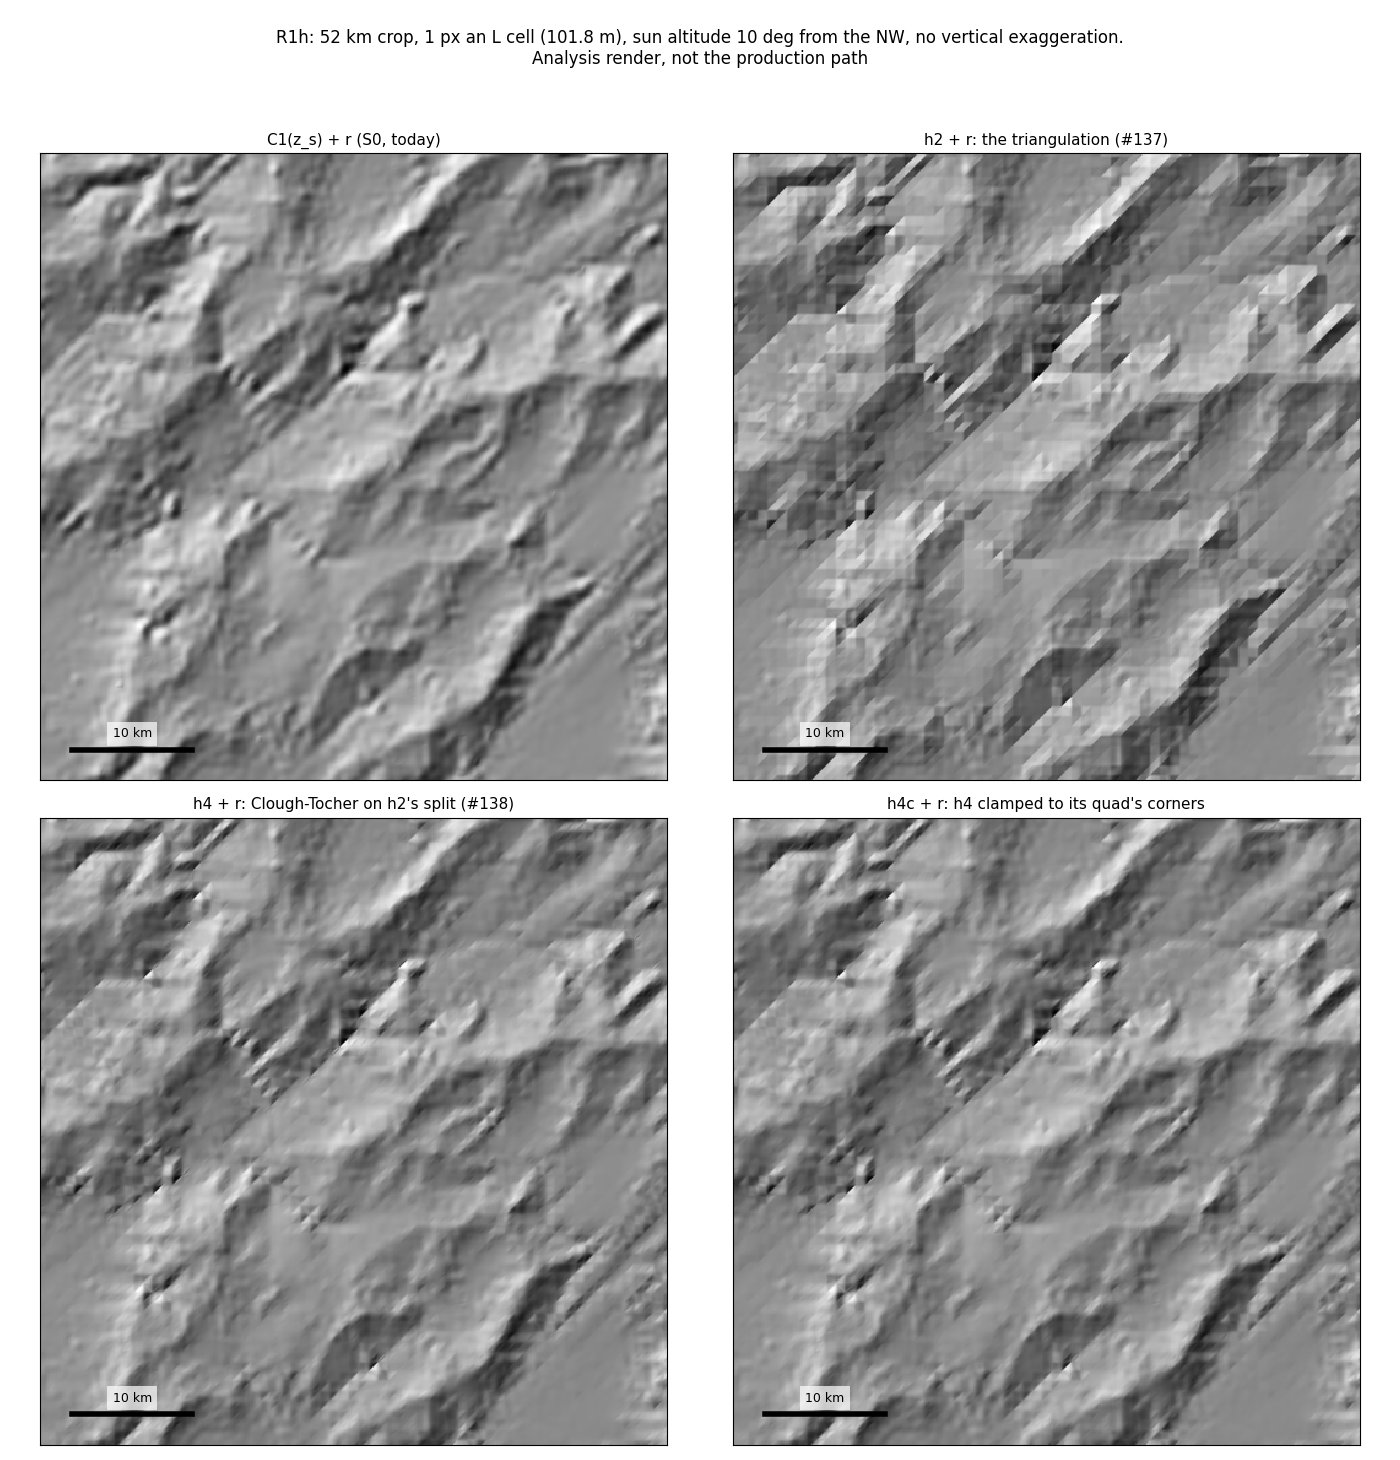 R1h: 52 km crop, 1 px an L cell (101.8 m), sun altitude 10 deg from the NW, no vertical exaggeration.
Analysis render, not the production path
C1(z_s) + r (S0, today)
h2 + r: the triangulation (#137)
10 km
10 km
h4 + r: Clough-Tocher on h2's split (#138)
h4c + r: h4 clamped to its quad's corners
10 km
10 km